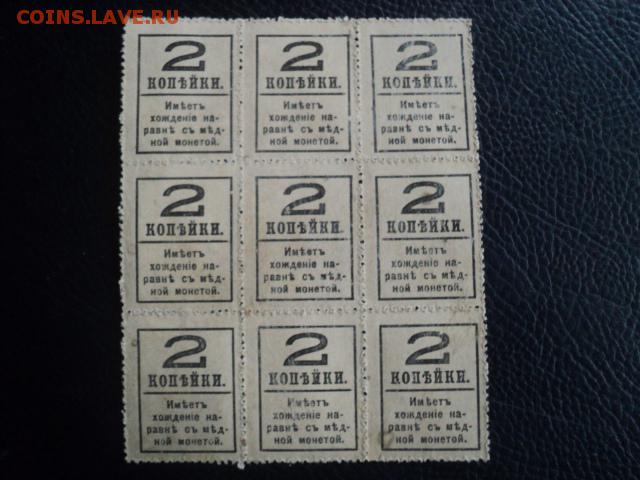 COINS.LAVE.RU
2 2 2
КОПѢЙКИ. КОПѢЙКИ. КОПѢЙКИ.
Имѣетъ Имѣетъ Имѣетъ
хожденіе на- хожденіе на- хожденіе на-
равнѣ съ мѣд- равнѣ съ мѣд- равнѣ съ мѣд-
ной монетой. ной монетой. ной монетой.
2 2 2
КОПѢЙКИ. КОПѢЙКИ. КОПѢЙКИ.
Имѣетъ Имѣетъ Имѣетъ
хожденіе на- хожденіе на- хожденіе на-
равнѣ съ мѣд- равнѣ съ мѣд- равнѣ съ мѣд-
ной монетой. ной монетой. ной монетой.
2 2 2
КОПѢЙКИ. КОПѢЙКИ. КОПѢЙКИ.
Имѣетъ Имѣетъ Имѣетъ
хожденіе на- хожденіе на- хожденіе на-
равнѣ съ мѣд- равнѣ съ мѣд- равнѣ съ мѣд-
ной монетой. ной монетой. ной монетой.